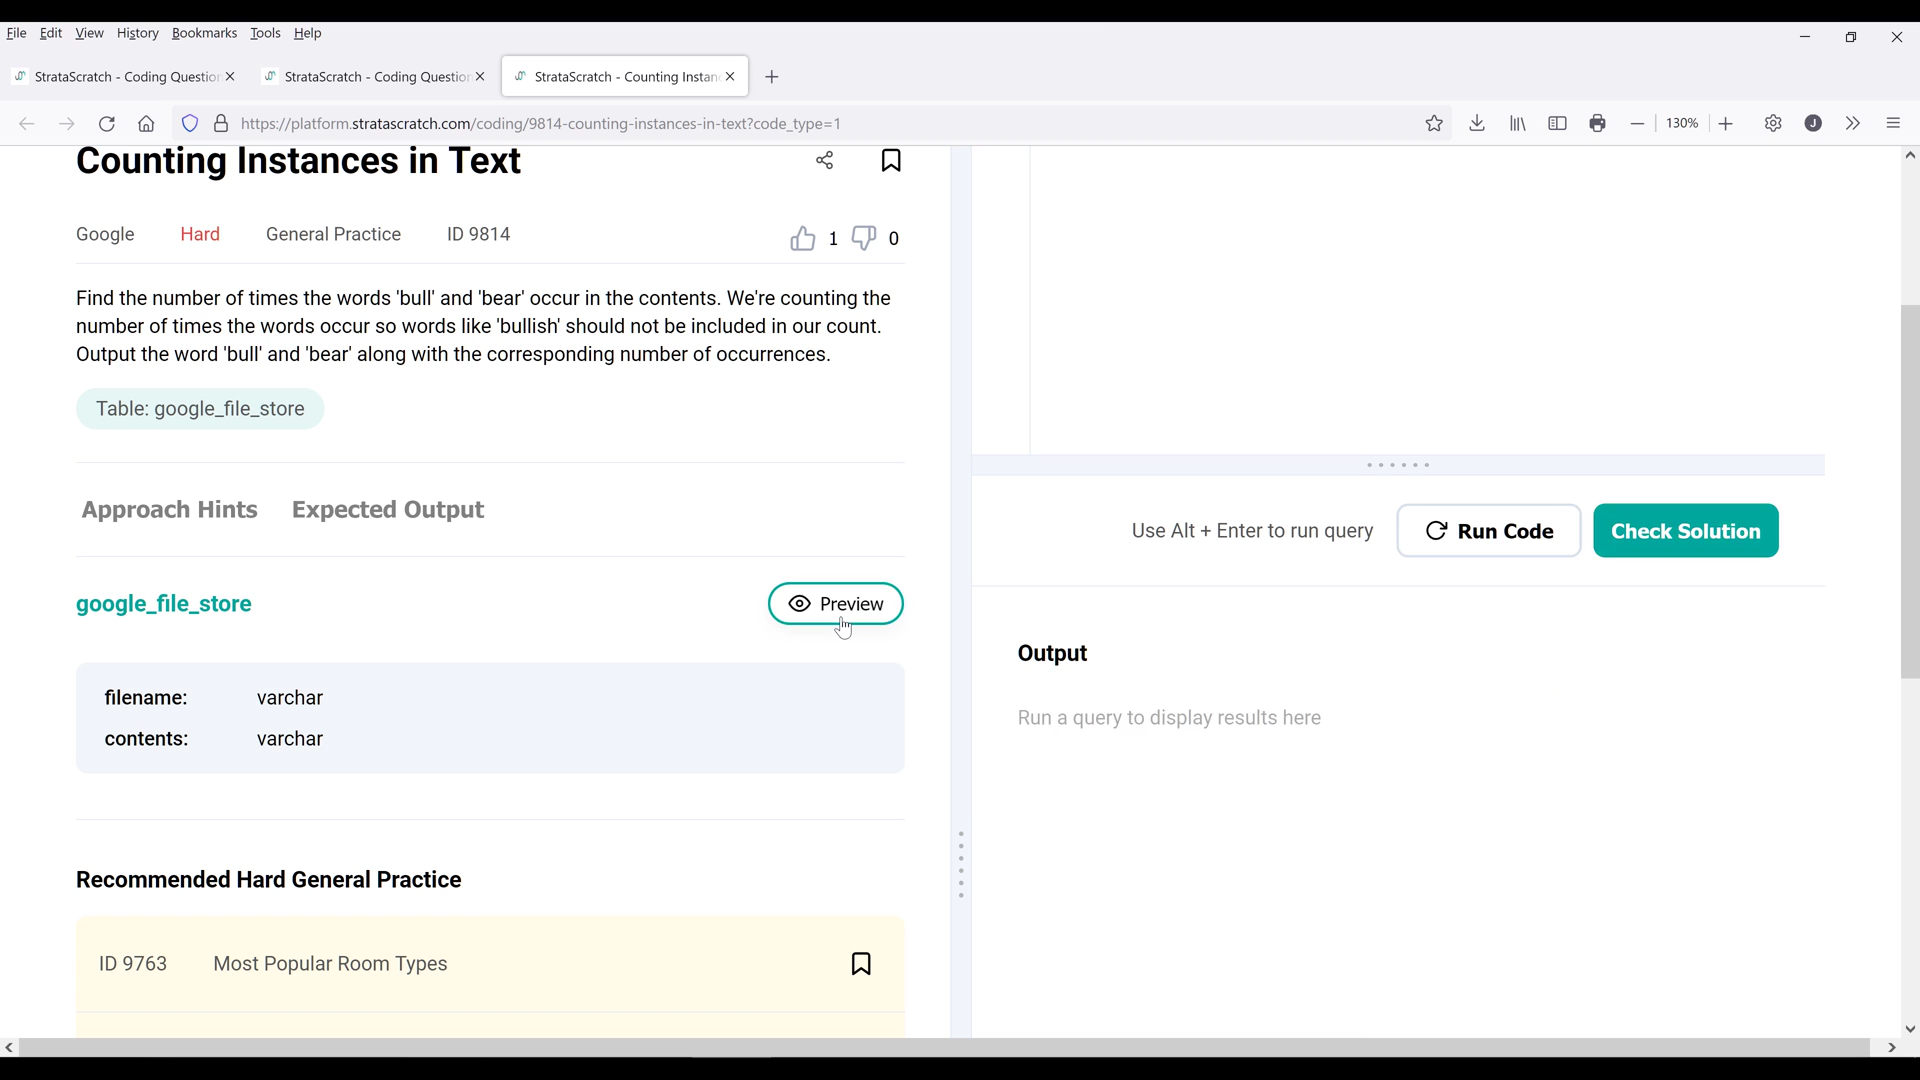 File Edit View History Bookmarks Tools Help
StrataScratch - Coding Question
StrataScratch - Coding Question
StrataScratch - Counting Instan
https://platform.stratascratch.com/coding/9814-counting-instances-in-text?code_type=1
130%
J
Counting Instances in Text
Google Hard General Practice ID 9814
1 0
Find the number of times the words 'bull' and 'bear' occur in the contents. We're counting the
number of times the words occur so words like 'bullish' should not be included in our count.
Output the word 'bull' and 'bear' along with the corresponding number of occurrences.
Table: google_file_store
Approach Hints Expected Output
google_file_store
Preview
filename: varchar
contents: varchar
Recommended Hard General Practice
ID 9763 Most Popular Room Types
Use Alt + Enter to run query
Run Code
Check Solution
Output
Run a query to display results here